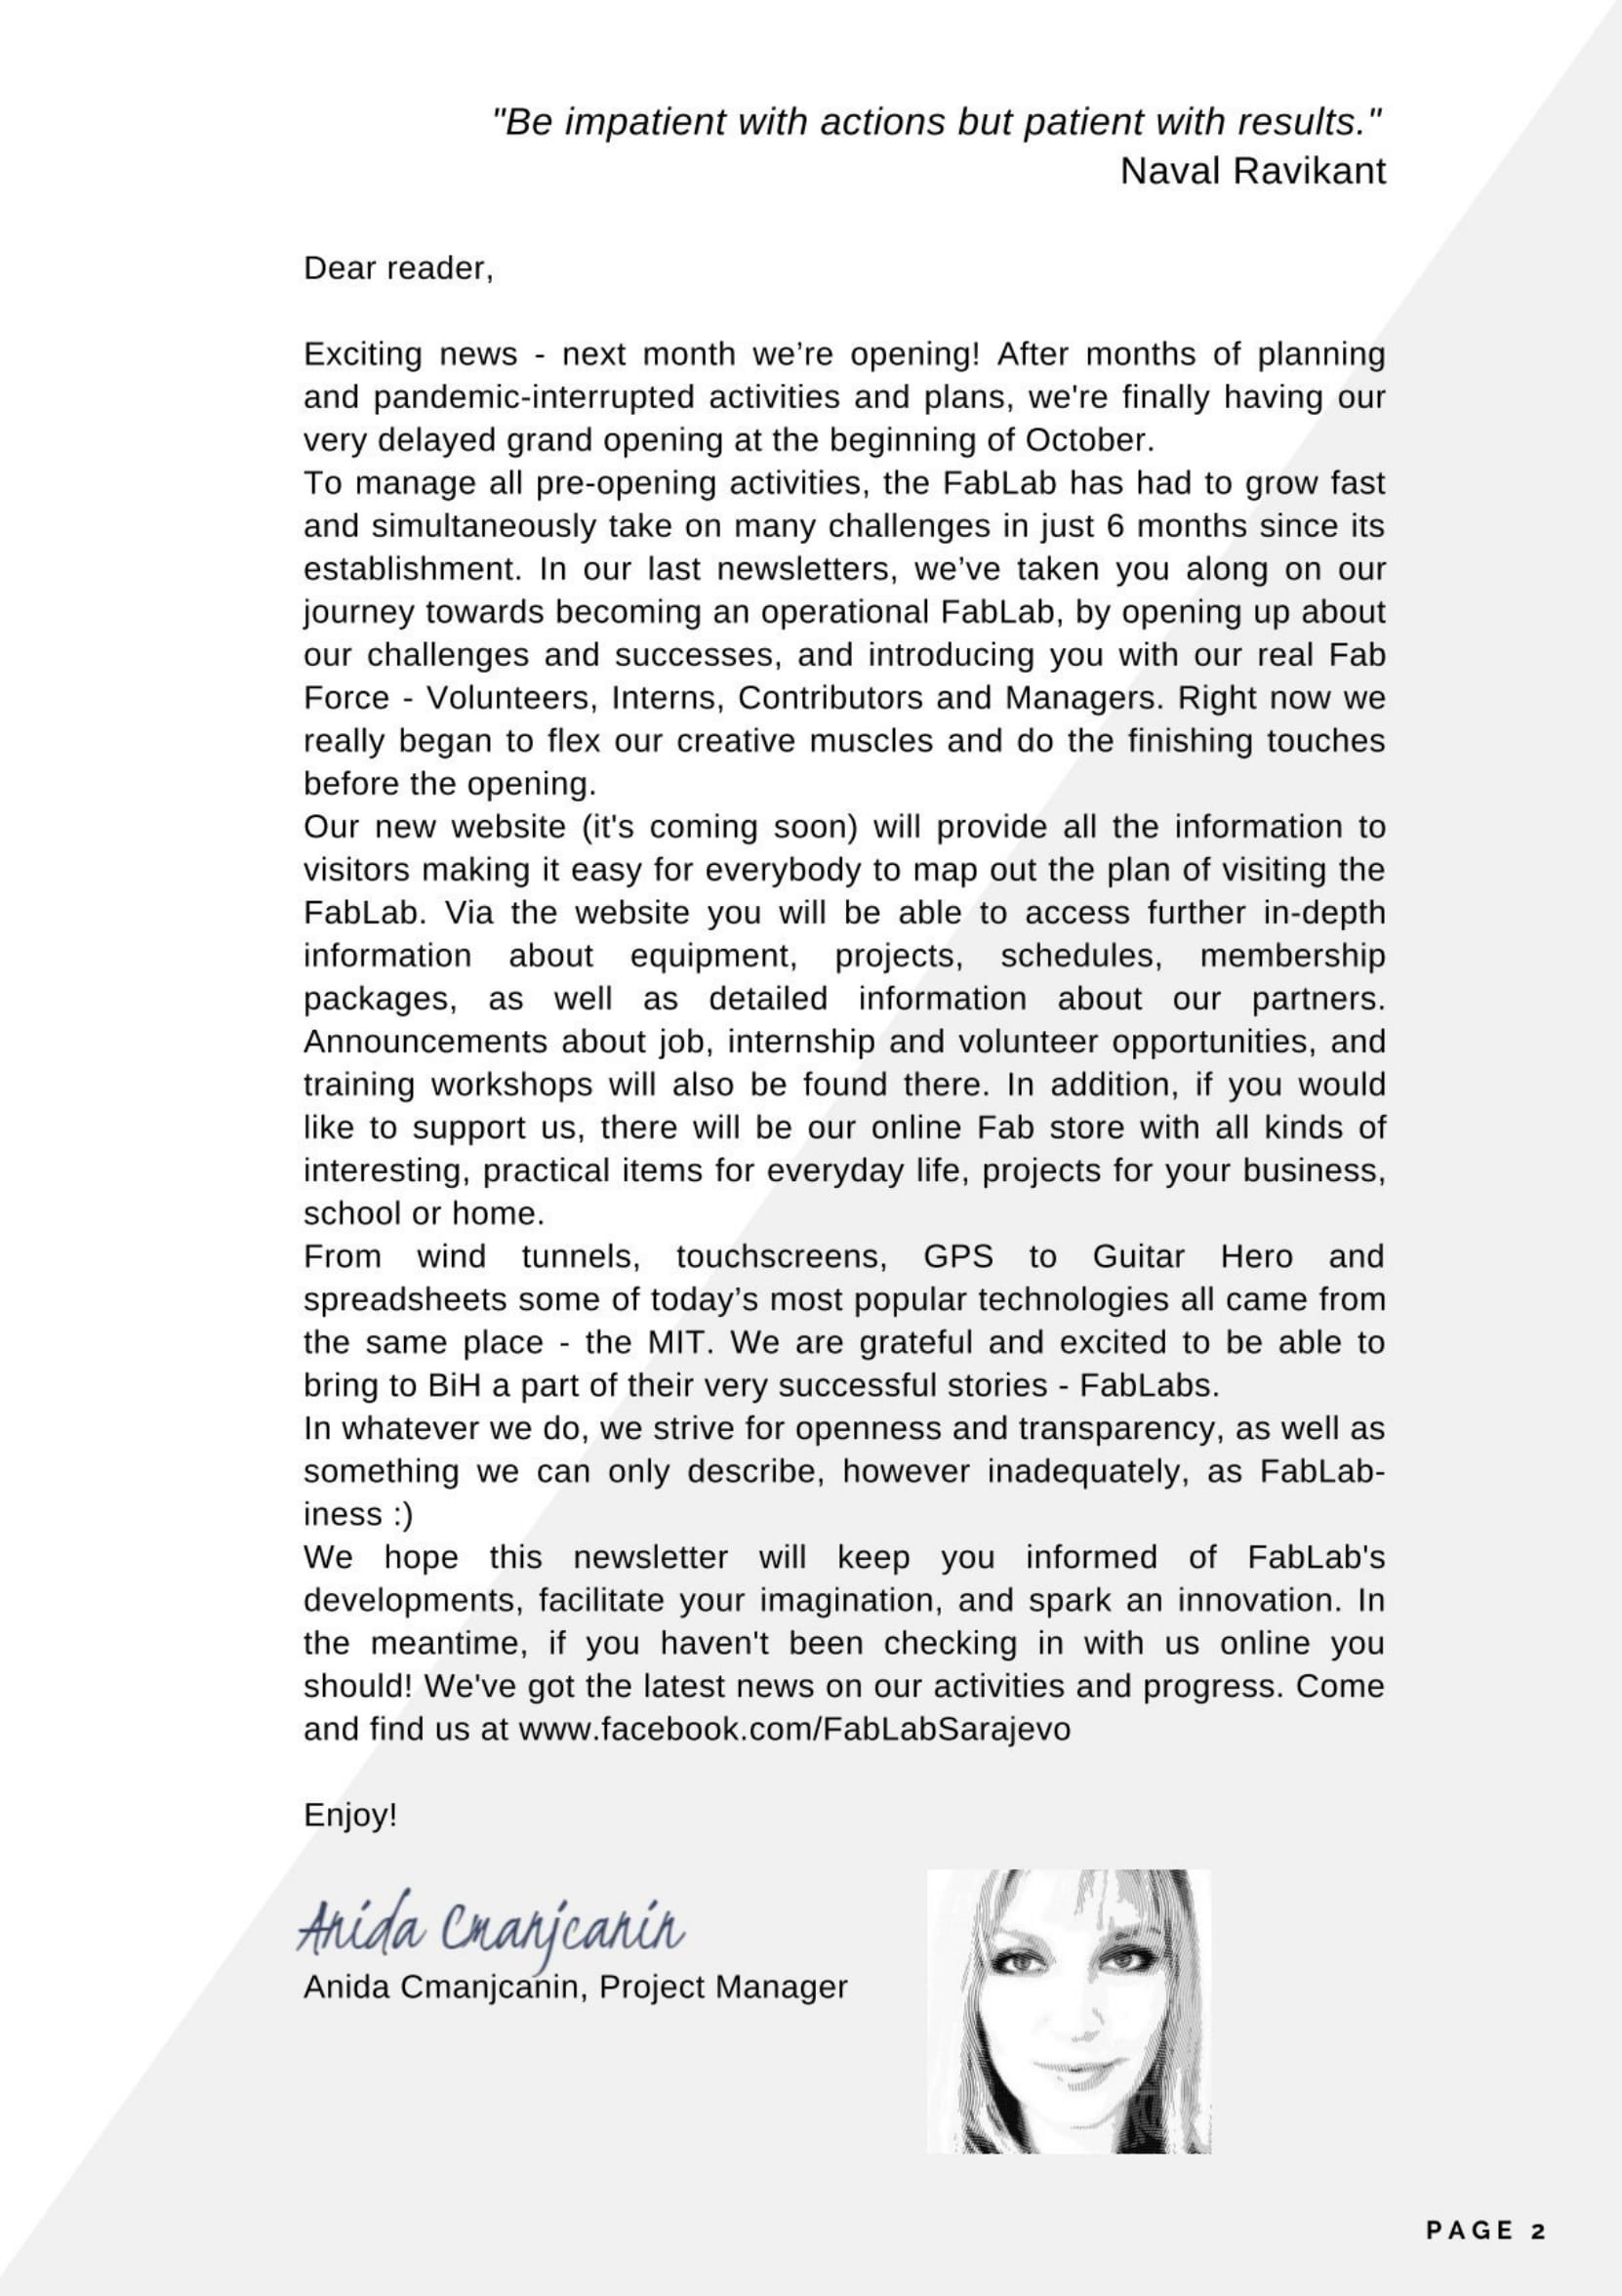 "Be impatient with actions but patient with results."
Naval Ravikant
Dear reader,
Exciting news - next month we’re opening! After months of planning
and pandemic-interrupted activities and plans, we're finally having our
very delayed grand opening at the beginning of October.
To manage all pre-opening activities, the FabLab has had to grow fast
and simultaneously take on many challenges in just 6 months since its
establishment. In our last newsletters, we’ve taken you along on our
journey towards becoming an operational FabLab, by opening up about
our challenges and successes, and introducing you with our real Fab
Force - Volunteers, Interns, Contributors and Managers. Right now we
really began to flex our creative muscles and do the finishing touches
before the opening.
Our new website (it's coming soon) will provide all the information to
visitors making it easy for everybody to map out the plan of visiting the
FabLab. Via the website you will be able to access further in-depth
information about equipment, projects, schedules, membership
packages, as well as detailed information about our partners.
Announcements about job, internship and volunteer opportunities, and
training workshops will also be found there. In addition, if you would
like to support us, there will be our online Fab store with all kinds of
interesting, practical items for everyday life, projects for your business,
school or home.
From wind tunnels, touchscreens, GPS to Guitar Hero and
spreadsheets some of today’s most popular technologies all came from
the same place - the MIT. We are grateful and excited to be able to
bring to BiH a part of their very successful stories - FabLabs.
In whatever we do, we strive for openness and transparency, as well as
something we can only describe, however inadequately, as FabLab-
iness :)
We hope this newsletter will keep you informed of FabLab's
developments, facilitate your imagination, and spark an innovation. In
the meantime, if you haven't been checking in with us online you
should! We've got the latest news on our activities and progress. Come
and find us at www.facebook.com/FabLabSarajevo
Enjoy!
Anida Cmanjcanin
Anida Cmanjcanin, Project Manager
PAGE 2